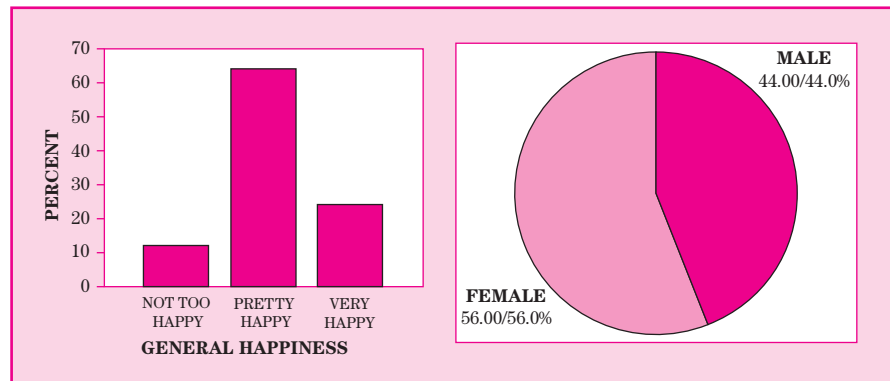 70
60
50
40
30
20
10
0
PERCENT
NOT TOO
HAPPY
PRETTY
HAPPY
VERY
HAPPY
GENERAL HAPPINESS
MALE
44.00/44.0%
FEMALE
56.00/56.0%